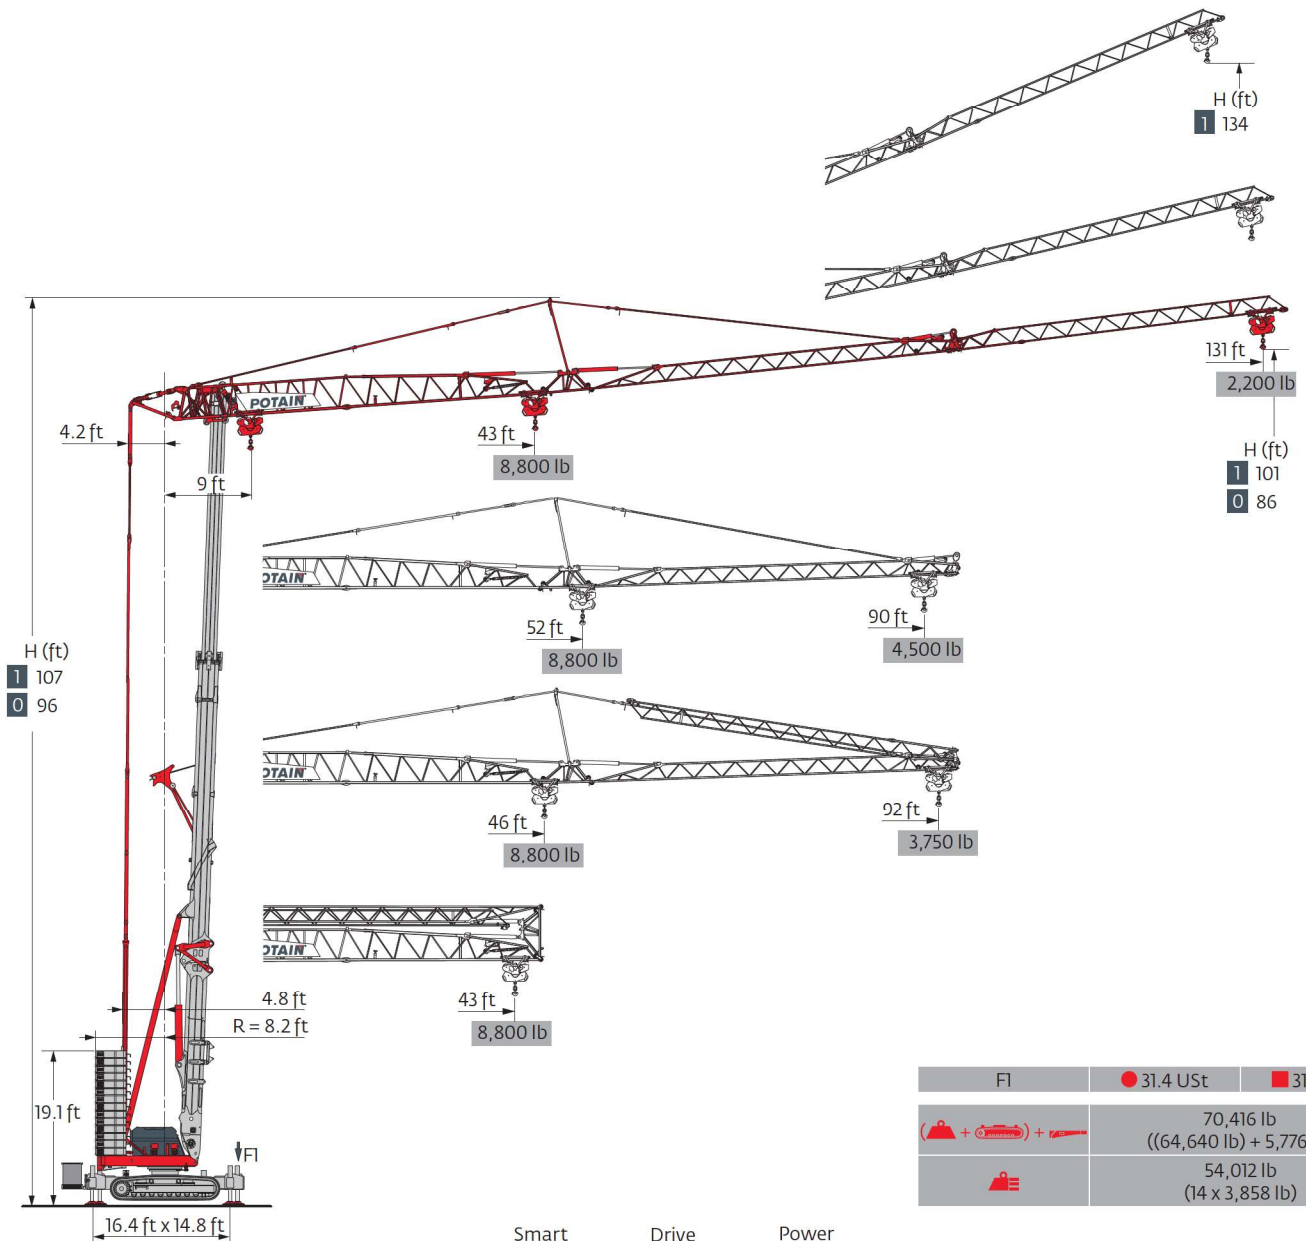 H (ft)
1 134
POTAIN
131 ft
2,200 lb
4.2 ft
43 ft
8,800 lb
9 ft
H (ft)
1 101
0 86
POTAIN
52 ft
8,800 lb
90 ft
4,500 lb
H (ft)
1 107
0 96
POTAIN
46 ft
8,800 lb
92 ft
3,750 lb
POTAIN
43 ft
8,800 lb
4.8 ft
R = 8.2 ft
19.1 ft
F1
16.4 ft x 14.8 ft
F1 31.4 USt 31
( + ) + 70,416 lb
((64,640 lb) + 5,776
54,012 lb
(14 x 3,858 lb)
Smart Drive Power